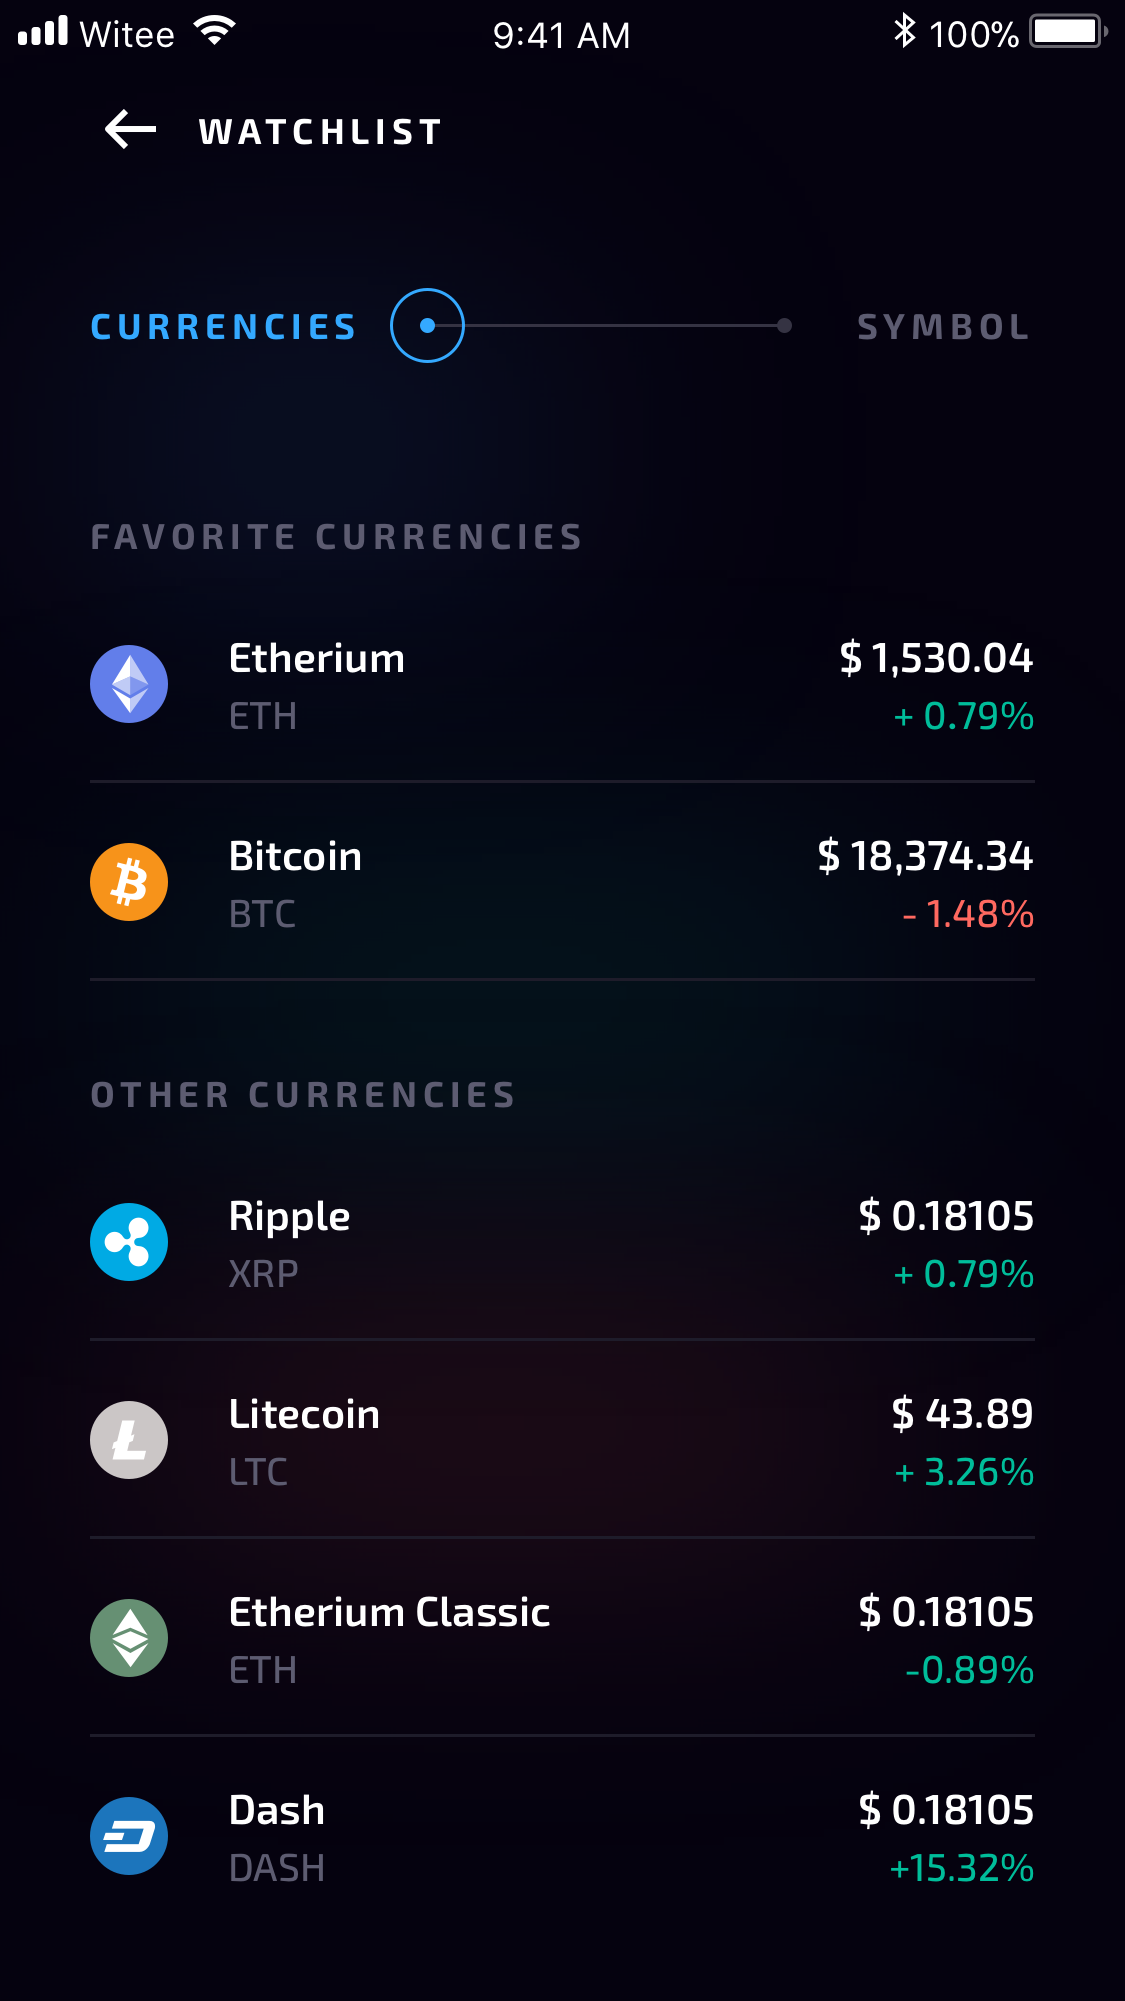 Witee 9:41 AM 100%
WATCHLIST
CURRENCIES SYMBOL
FAVORITE CURRENCIES
Etherium $ 1,530.04
ETH + 0.79%
Bitcoin $ 18,374.34
BTC - 1.48%
OTHER CURRENCIES
Ripple $ 0.18105
XRP + 0.79%
Litecoin $ 43.89
LTC + 3.26%
Etherium Classic $ 0.18105
ETH -0.89%
Dash $ 0.18105
DASH +15.32%